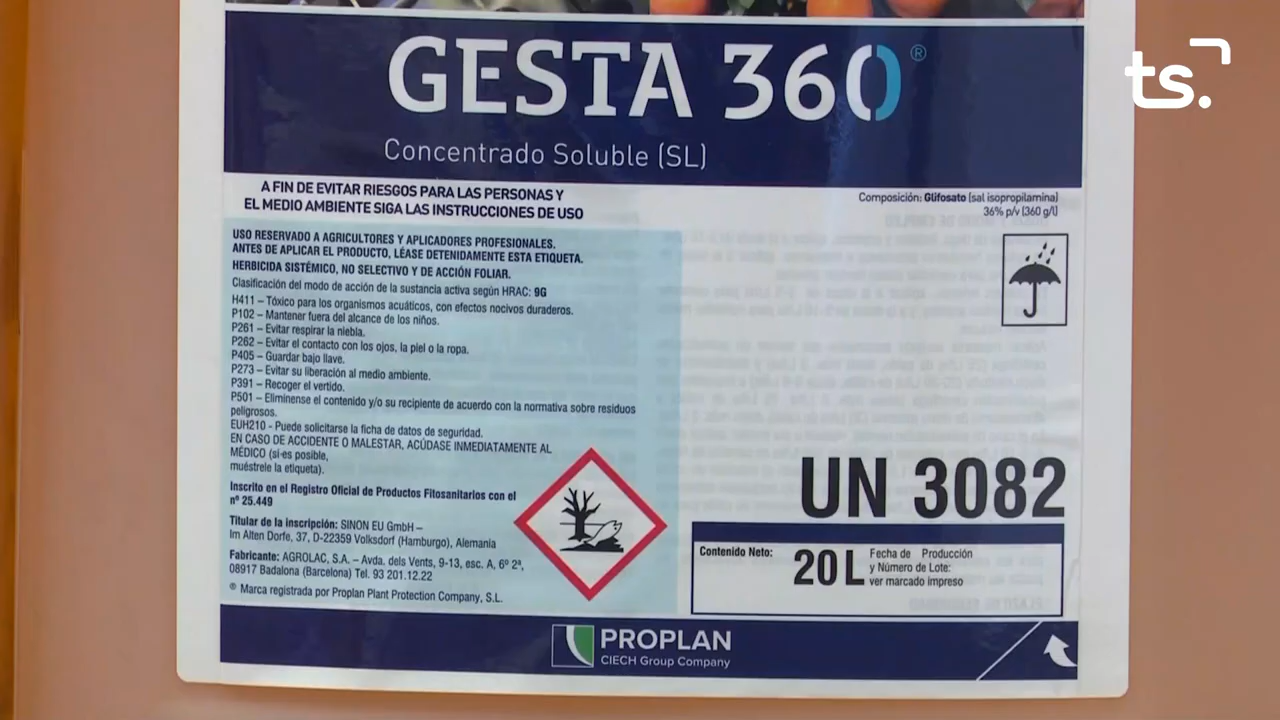 GESTA 360®
ts.
Concentrado Soluble (SL)
A FIN DE EVITAR RIESGOS PARA LAS PERSONAS Y
EL MEDIO AMBIENTE SIGA LAS INSTRUCCIONES DE USO
Composición: Glifosato (sal isopropilamina)
36% p/v (360 g/l)
USO RESERVADO A AGRICULTORES Y APLICADORES PROFESIONALES.
ANTES DE APLICAR EL PRODUCTO, LÉASE DETENIDAMENTE ESTA ETIQUETA.
HERBICIDA SISTÉMICO, NO SELECTIVO Y DE ACCIÓN FOLIAR.
Clasificación del modo de acción de la sustancia activa según HRAC: 9G
H411 – Tóxico para los organismos acuáticos, con efectos nocivos duraderos.
P102 – Mantener fuera del alcance de los niños.
P261 – Evitar respirar la niebla.
P262 – Evitar el contacto con los ojos, la piel o la ropa.
P405 – Guardar bajo llave.
P273 – Evitar su liberación al medio ambiente.
P391 – Recoger el vertido.
P501 – Elimínense el contenido y/o su recipiente de acuerdo con la normativa sobre residuos
peligrosos.
EUH210 - Puede solicitarse la ficha de datos de seguridad.
EN CASO DE ACCIDENTE O MALESTAR, ACÚDASE INMEDIATAMENTE AL
MÉDICO (si es posible,
muéstrele la etiqueta).
Inscrito en el Registro Oficial de Productos Fitosanitarios con el
nº 25.449
Titular de la inscripción: SINON EU GmbH –
Im Alten Dorfe, 37, D-22359 Volksdorf (Hamburgo), Alemania
Fabricante: AGROLAC, S.A. – Avda. dels Vents, 9-13, esc. A, 6º 2ª,
08917 Badalona (Barcelona) Tel. 93 201.12.22
® Marca registrada por Proplan Plant Protection Company, S.L.
UN 3082
Contenido Neto:
20 L
Fecha de Producción
y Número de Lote:
ver marcado impreso
PROPLAN
CIECH Group Company